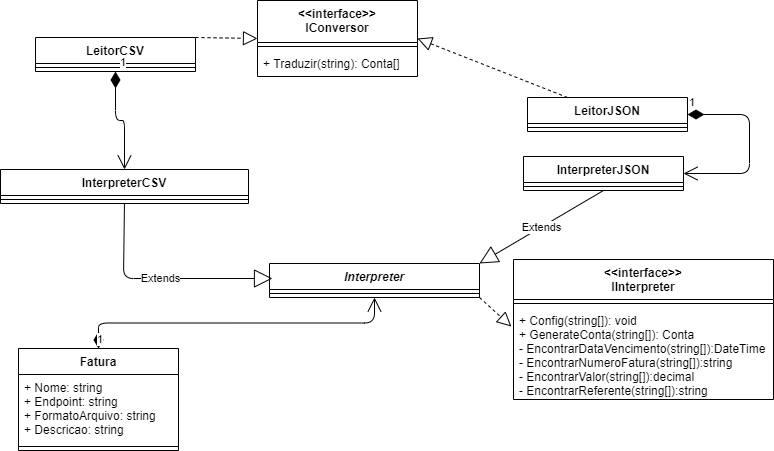 <<interface>>
IConversor
+ Traduzir(string): Conta[]
LeitorCSV
1
LeitorJSON
1
InterpreterCSV
InterpreterJSON
Extends
Extends
Interpreter
<<interface>>
IInterpreter
+ Config(string[]): void
+ GenerateConta(string[]): Conta
- EncontrarDataVencimento(string[]):DateTime
- EncontrarNumeroFatura(string[]):string
- EncontrarValor(string[]):decimal
- EncontrarReferente(string[]):string
1
Fatura
+ Nome: string
+ Endpoint: string
+ FormatoArquivo: string
+ Descricao: string